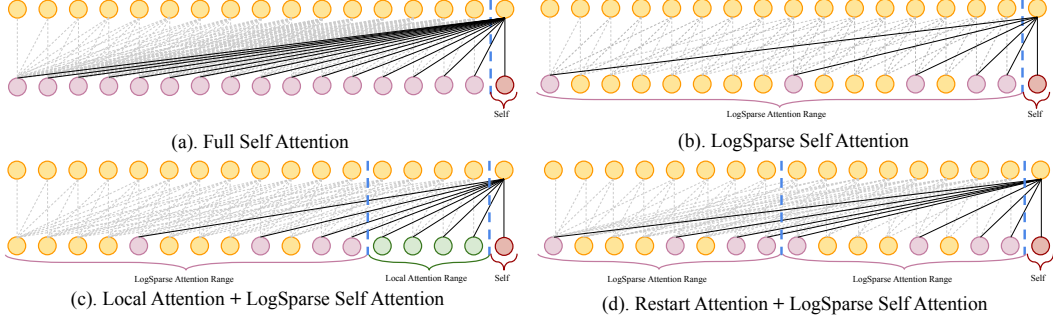 Self
(a). Full Self Attention
LogSparse Attention Range
Self
(b). LogSparse Self Attention
LogSparse Attention Range
Local Attention Range
Self
(c). Local Attention + LogSparse Self Attention
LogSparse Attention Range
LogSparse Attention Range
Self
(d). Restart Attention + LogSparse Self Attention